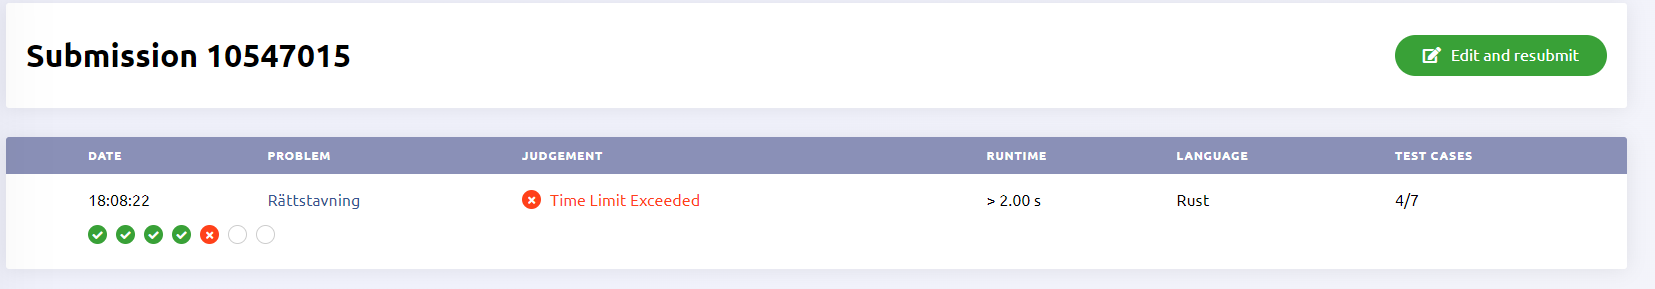 Submission 10547015
Edit and resubmit
DATE PROBLEM JUDGEMENT RUNTIME LANGUAGE TEST CASES
18:08:22 Rättstavning Time Limit Exceeded > 2.00 s Rust 4/7